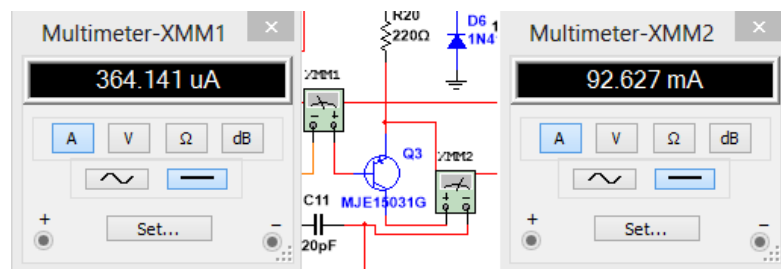 Multimeter-XMM1 ×
364.141 uA
A V Ω dB
+ Set... −
R20
220Ω
D6
1N41
XMM1
Q3
XMM2
C11 MJE15031G
20pF
Multimeter-XMM2 ×
92.627 mA
A V Ω dB
+ Set... −